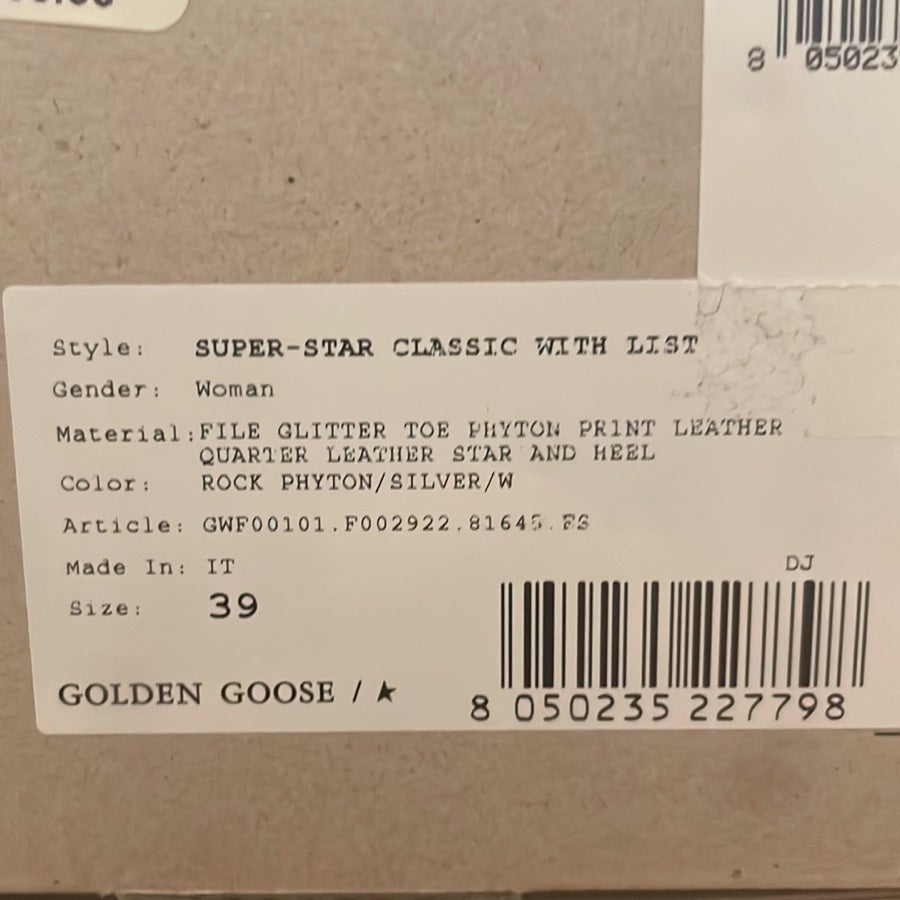 8 05023
Style: SUPER-STAR CLASSIC WITH LIST
Gender: Woman
Material: FILE GLITTER TOE PHYTON PRINT LEATHER
QUARTER LEATHER STAR AND HEEL
Color: ROCK PHYTON/SILVER/W
Article: GWF00101.F002922.81645.FS
Made In: IT
DJ
Size: 39
GOLDEN GOOSE / ★
8 050235 227798